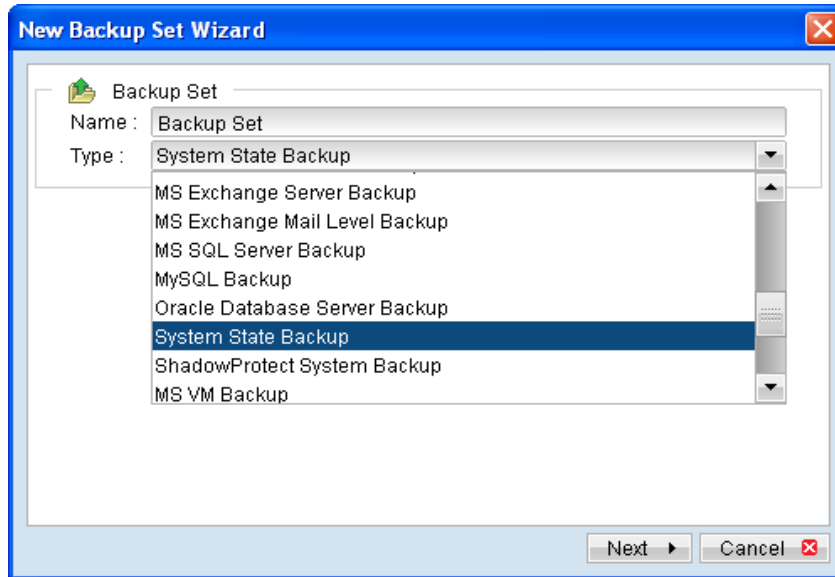 New Backup Set Wizard
Backup Set
Name : Backup Set
Type : System State Backup
MS Exchange Server Backup
MS Exchange Mail Level Backup
MS SQL Server Backup
MySQL Backup
Oracle Database Server Backup
System State Backup
ShadowProtect System Backup
MS VM Backup
Next Cancel